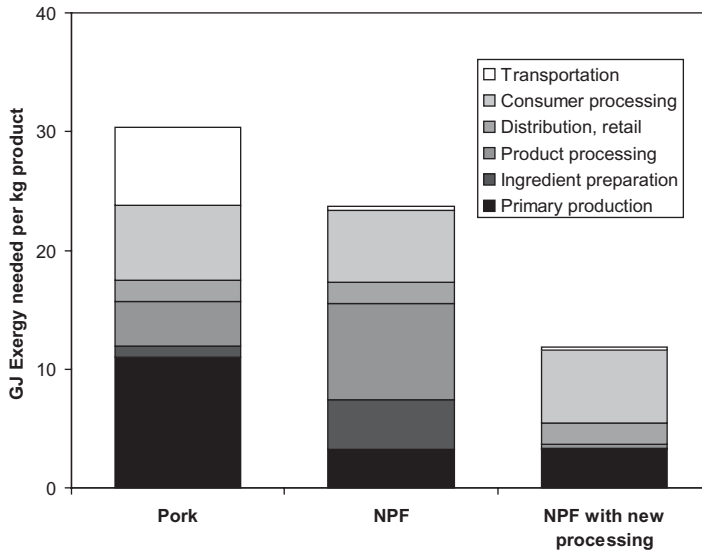 GJ Exergy needed per kg product
40
30
20
10
0
Transportation
Consumer processing
Distribution, retail
Product processing
Ingredient preparation
Primary production
Pork
NPF
NPF with new
processing